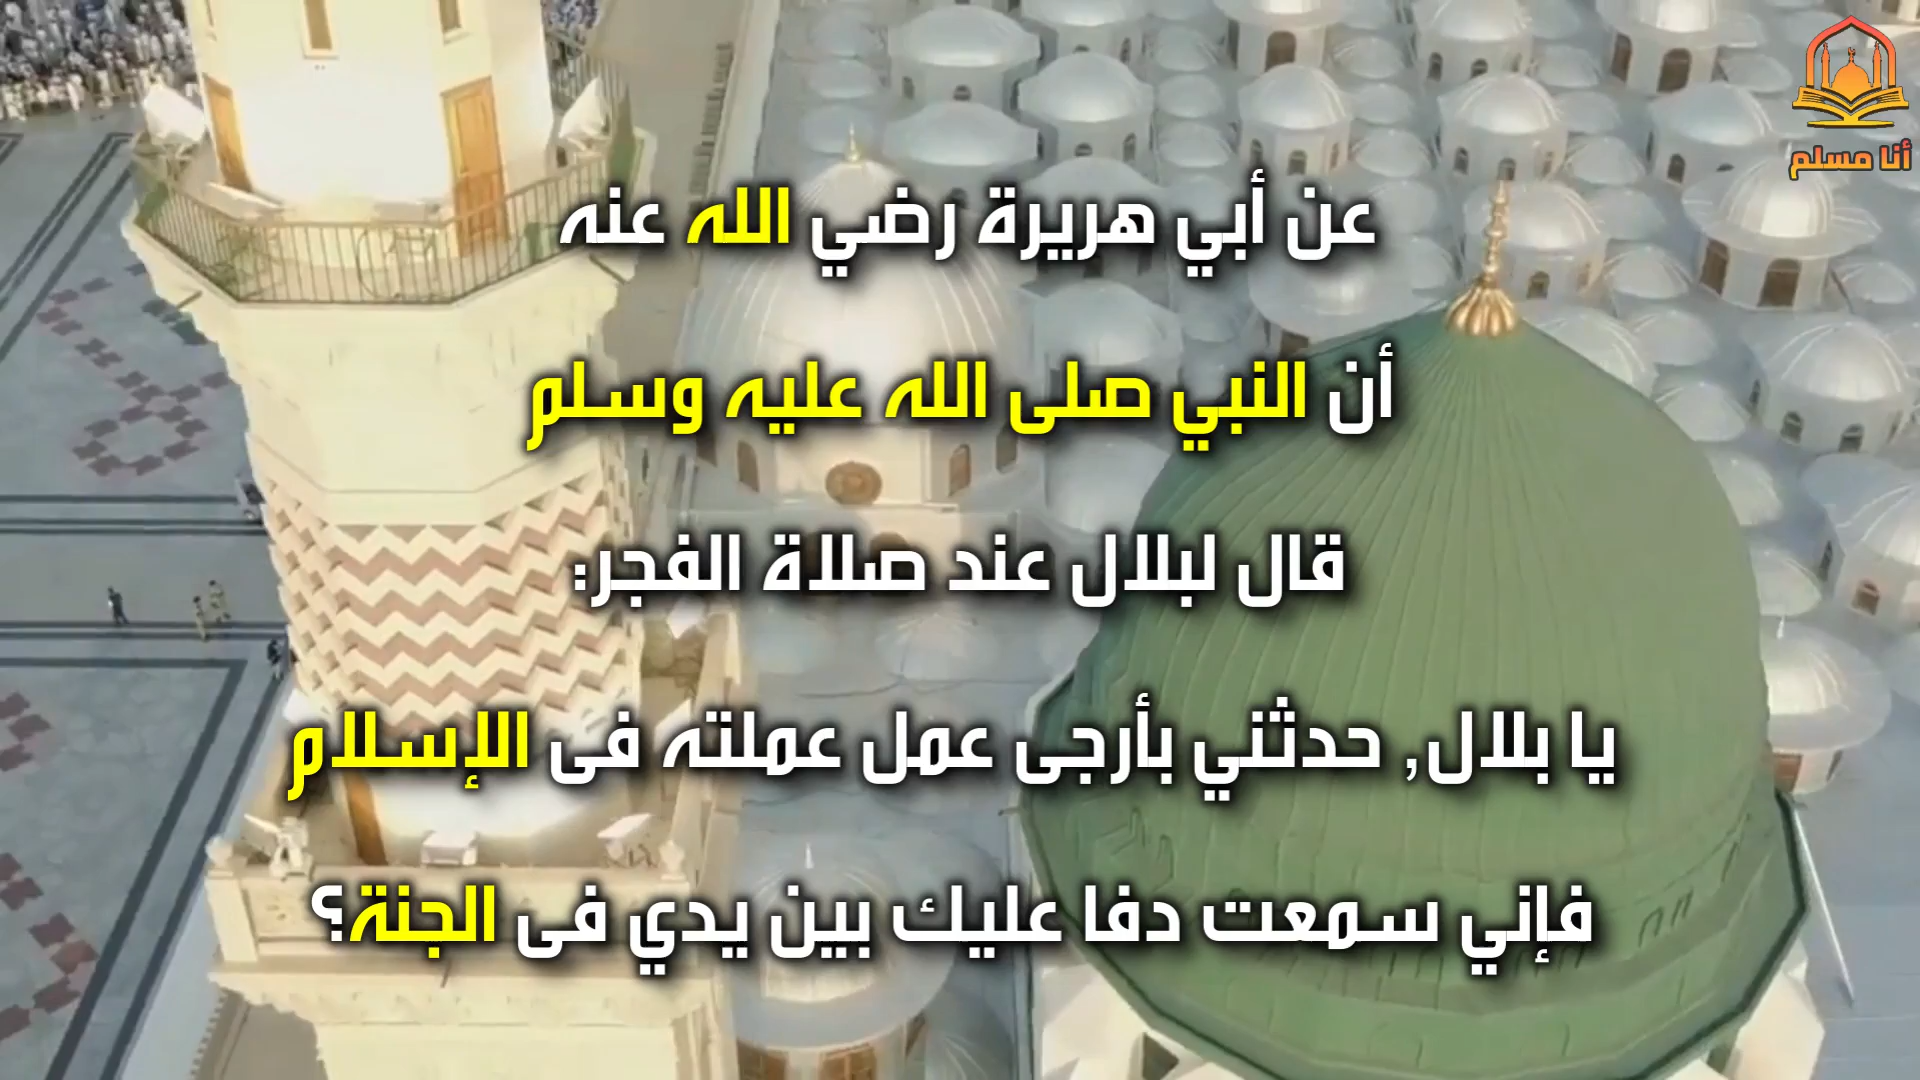 أنا مسلم
عن أبي هريرة رضي الله عنه
أن النبي صلى الله عليه وسلم
قال لبلال عند صلاة الفجر:
يا بلال, حدثني بأرجى عمل عملته فى الإسلام
فإني سمعت دفا عليك بين يدي فى الجنة؟